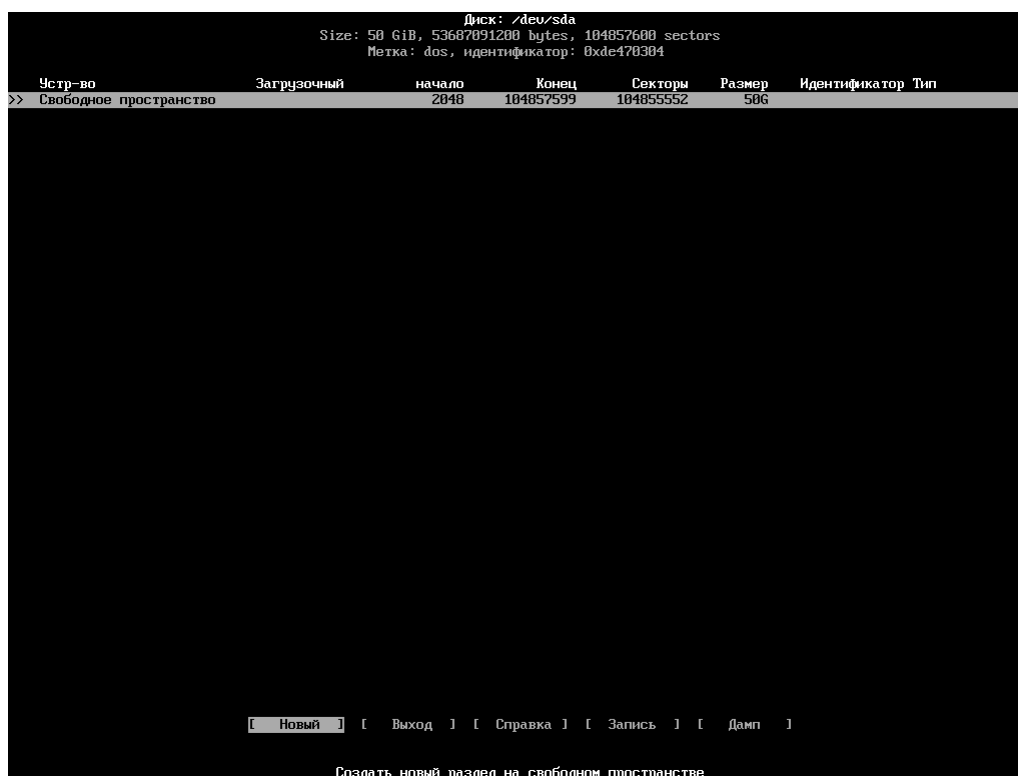 Диск: /dev/sda
Size: 50 GiB, 53687091200 bytes, 104857600 sectors
Метка: dos, идентификатор: 0xde470304
Устр-во Загрузочный начало Конец Секторы Размер Идентификатор Тип
>> Свободное пространство 2048 104857599 104855552 50G
[ Новый ] [ Выход ] [ Справка ] [ Запись ] [ Дамп ]
Создать новый раздел на свободном пространстве